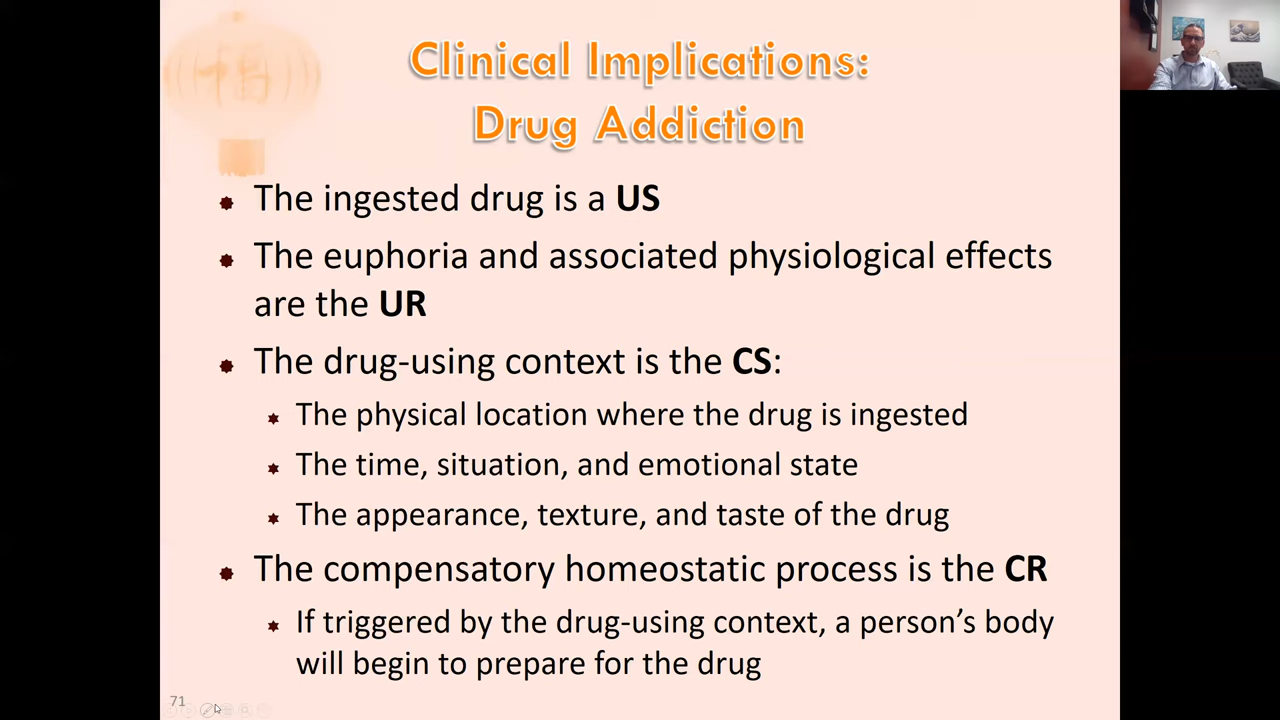 福
Clinical Implications:
Drug Addiction
The ingested drug is a US
The euphoria and associated physiological effects
are the UR
The drug-using context is the CS:
The physical location where the drug is ingested
The time, situation, and emotional state
The appearance, texture, and taste of the drug
The compensatory homeostatic process is the CR
If triggered by the drug-using context, a person’s body
will begin to prepare for the drug
71